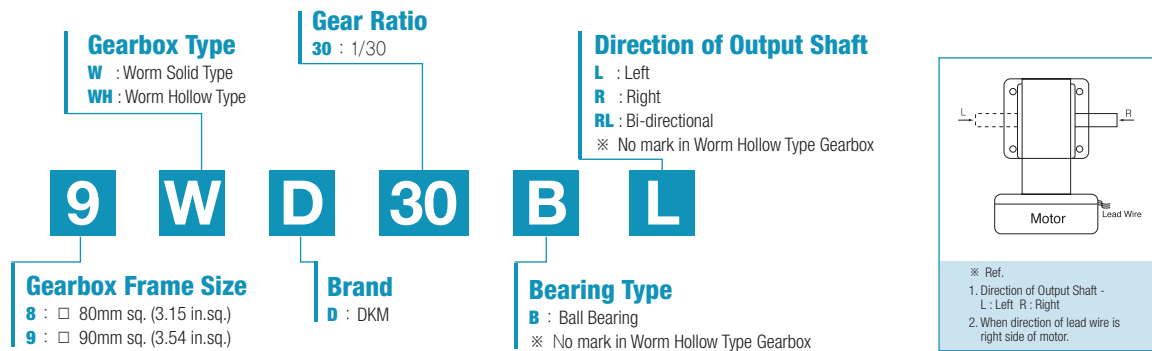 Gear Ratio
30 : 1/30
Gearbox Type
W : Worm Solid Type
WH : Worm Hollow Type
Direction of Output Shaft
L : Left
R : Right
RL : Bi-directional
※ No mark in Worm Hollow Type Gearbox
9 W D 30 B L
Gearbox Frame Size
8 : □ 80mm sq. (3.15 in.sq.)
9 : □ 90mm sq. (3.54 in.sq.)
Brand
D : DKM
Bearing Type
B : Ball Bearing
※ No mark in Worm Hollow Type Gearbox
L
R
Motor
Lead Wire
※ Ref.
1. Direction of Output Shaft -
L : Left R : Right
2. When direction of lead wire is
right side of motor.